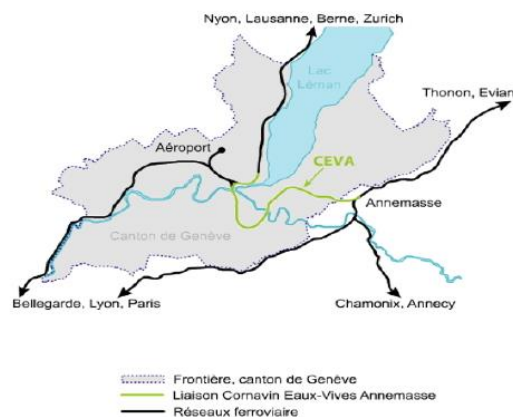 Nyon, Lausanne, Berne, Zurich
Lac
Léman
Thonon, Evian
Aéroport
CEVA
Annemasse
Canton de Genève
Bellegarde, Lyon, Paris
Chamonix, Annecy
Frontière, canton de Genève
Liaison Cornavin Eaux-Vives Annemasse
Réseaux ferroviaire